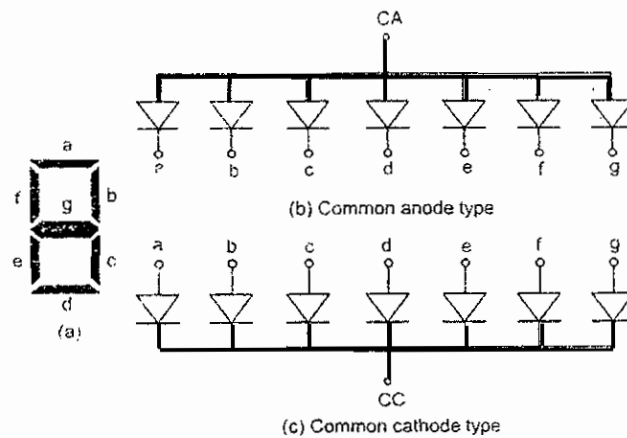 CA
a b c d e f g
(b) Common anode type
a
f b
g
e c
d
(a)
a b c d e f g
CC
(c) Common cathode type